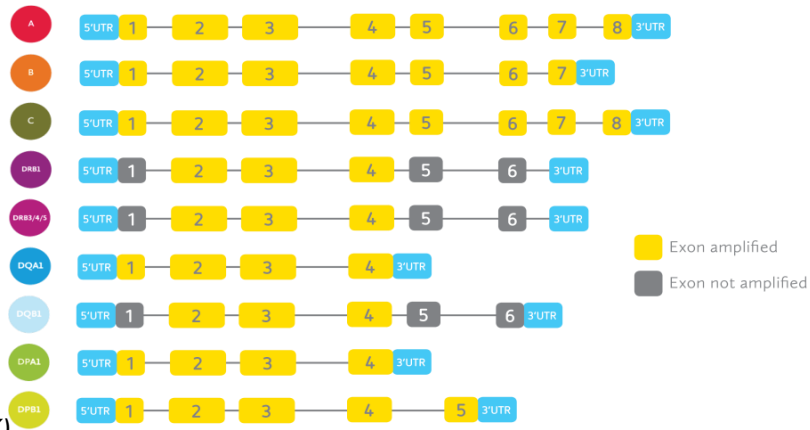 A 5'UTR 1 2 3 4 5 6 7 8 3'UTR
B 5'UTR 1 2 3 4 5 6 7 3'UTR
C 5'UTR 1 2 3 4 5 6 7 8 3'UTR
DRB1 5'UTR 1 2 3 4 5 6 3'UTR
DRB3/4/5 5'UTR 1 2 3 4 5 6 3'UTR
DQA1 5'UTR 1 2 3 4 3'UTR
Exon amplified
Exon not amplified
DQB1 5'UTR 1 2 3 4 5 6 3'UTR
DPA1 5'UTR 1 2 3 4 3'UTR
DPB1 5'UTR 1 2 3 4 5 3'UTR